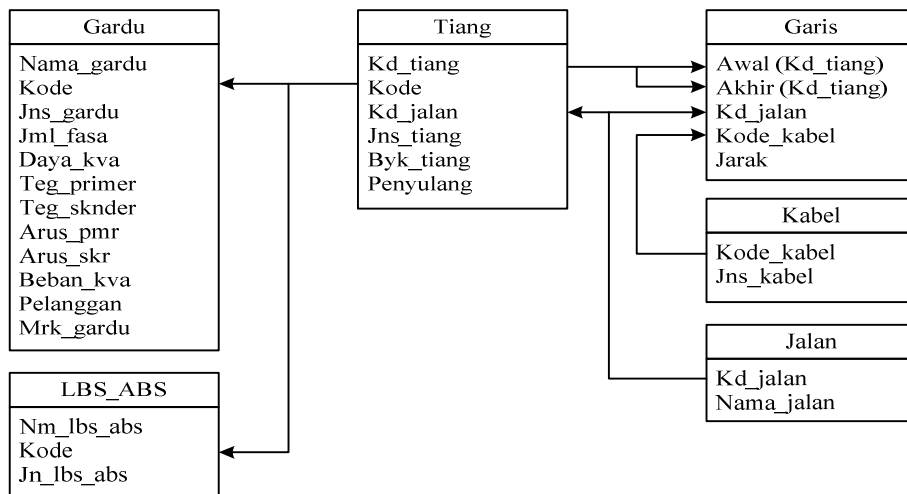 Gardu
Nama_gardu
Kode
Jns_gardu
Jml_fasa
Daya_kva
Teg_primer
Teg_sknder
Arus_pmr
Arus_skr
Beban_kva
Pelanggan
Mrk_gardu
LBS_ABS
Nm_lbs_abs
Kode
Jn_lbs_abs
Tiang
Kd_tiang
Kode
Kd_jalan
Jns_tiang
Byk_tiang
Penyulang
Garis
Awal (Kd_tiang)
Akhir (Kd_tiang)
Kd_jalan
Kode_kabel
Jarak
Kabel
Kode_kabel
Jns_kabel
Jalan
Kd_jalan
Nama_jalan